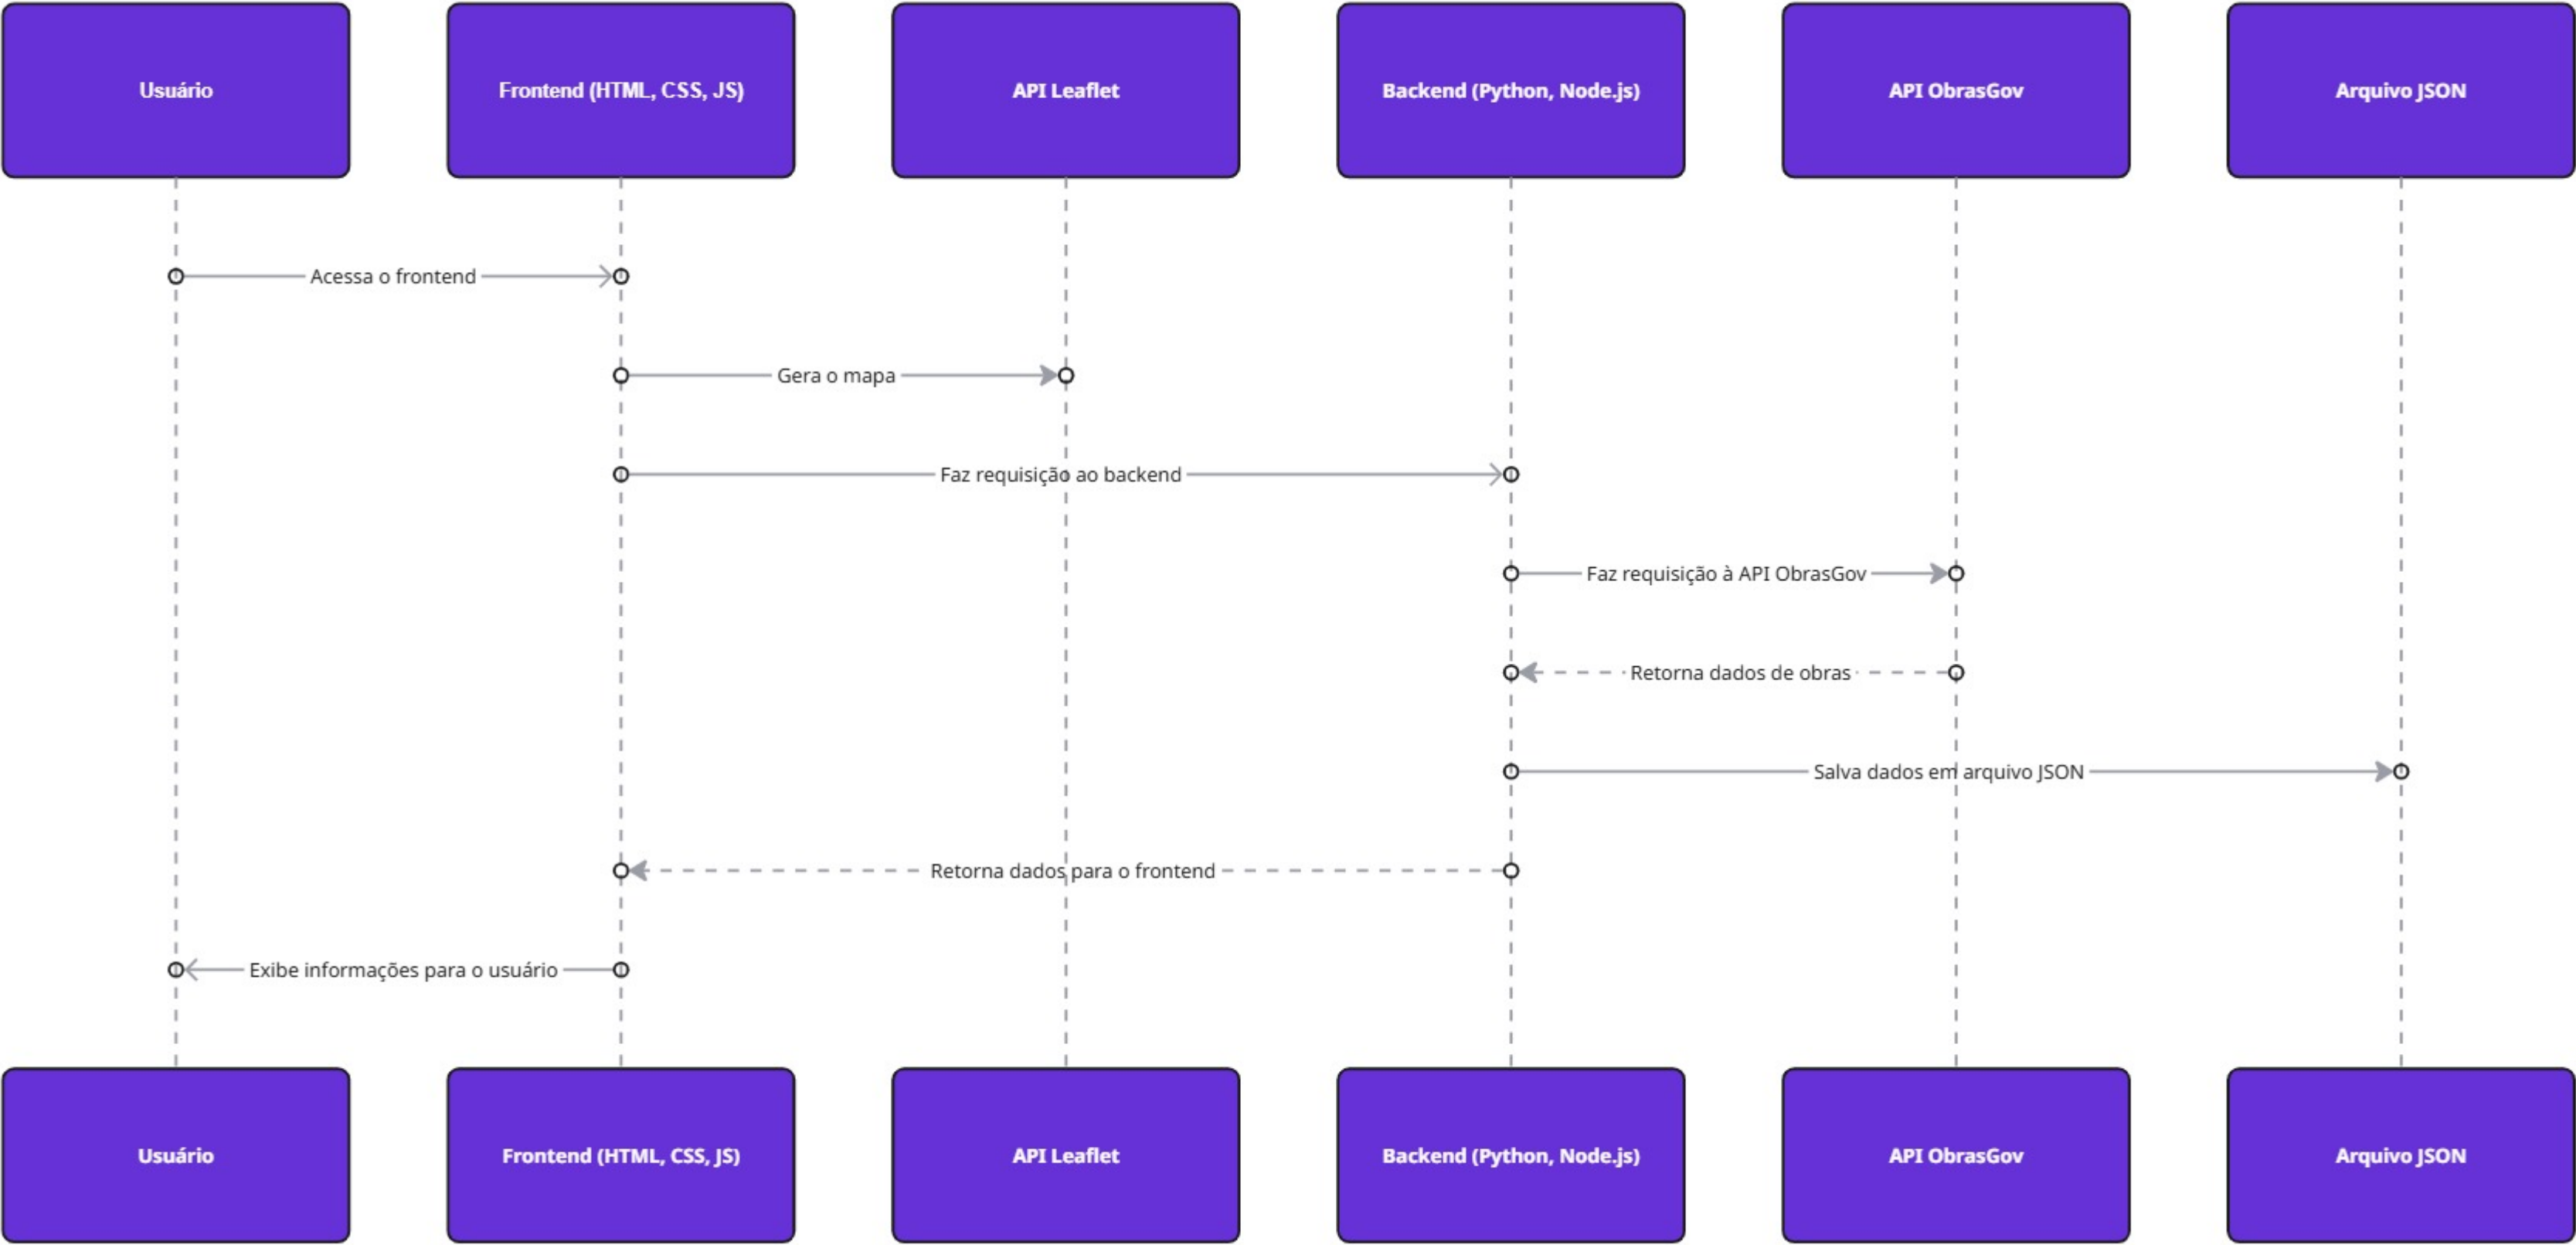 Usuário
Frontend (HTML, CSS, JS)
API Leaflet
Backend (Python, Node.js)
API ObrasGov
Arquivo JSON
Acessa o frontend
Gera o mapa
Faz requisição ao backend
Faz requisição à API ObrasGov
Retorna dados de obras
Salva dados em arquivo JSON
Retorna dados para o frontend
Exibe informações para o usuário
Usuário
Frontend (HTML, CSS, JS)
API Leaflet
Backend (Python, Node.js)
API ObrasGov
Arquivo JSON